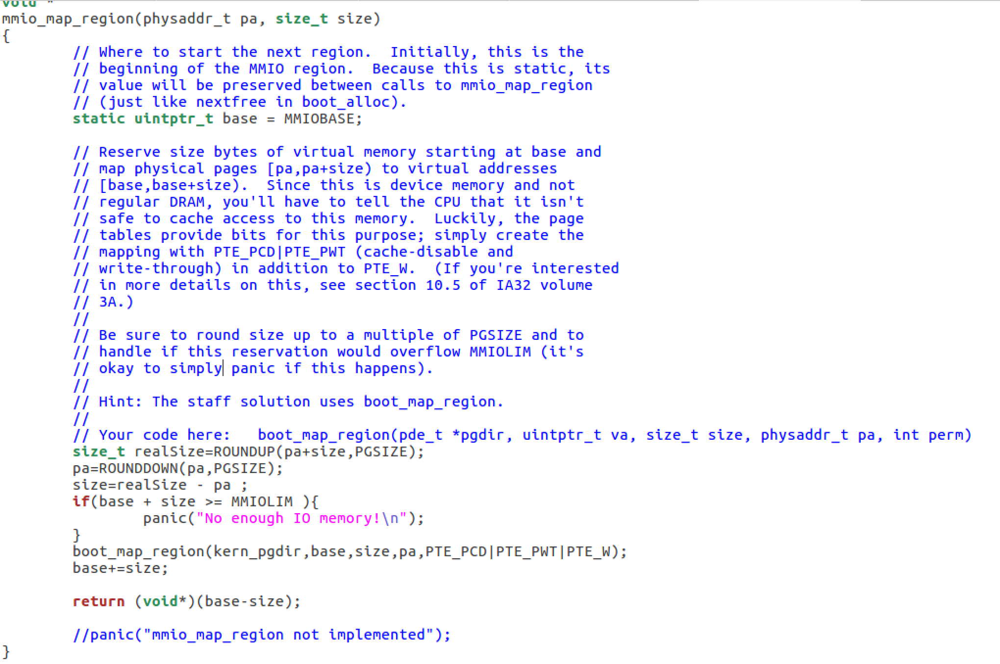 void *
mmio_map_region(physaddr_t pa, size_t size)
{
// Where to start the next region.  Initially, this is the
// beginning of the MMIO region.  Because this is static, its
// value will be preserved between calls to mmio_map_region
// (just like nextfree in boot_alloc).
static uintptr_t base = MMIOBASE;
// Reserve size bytes of virtual memory starting at base and
// map physical pages [pa,pa+size) to virtual addresses
// [base,base+size).  Since this is device memory and not
// regular DRAM, you'll have to tell the CPU that it isn't
// safe to cache access to this memory.  Luckily, the page
// tables provide bits for this purpose; simply create the
// mapping with PTE_PCD|PTE_PWT (cache-disable and
// write-through) in addition to PTE_W.  (If you're interested
// in more details on this, see section 10.5 of IA32 volume
// 3A.)
//
// Be sure to round size up to a multiple of PGSIZE and to
// handle if this reservation would overflow MMIOLIM (it's
// okay to simply panic if this happens).
//
// Hint: The staff solution uses boot_map_region.
//
// Your code here:   boot_map_region(pde_t *pgdir, uintptr_t va, size_t size, physaddr_t pa, int perm)
size_t realSize=ROUNDUP(pa+size,PGSIZE);
pa=ROUNDDOWN(pa,PGSIZE);
size=realSize - pa ;
if(base + size >= MMIOLIM ){
panic("No enough IO memory!\n");
}
boot_map_region(kern_pgdir,base,size,pa,PTE_PCD|PTE_PWT|PTE_W);
base+=size;
return (void*)(base-size);
//panic("mmio_map_region not implemented");
}